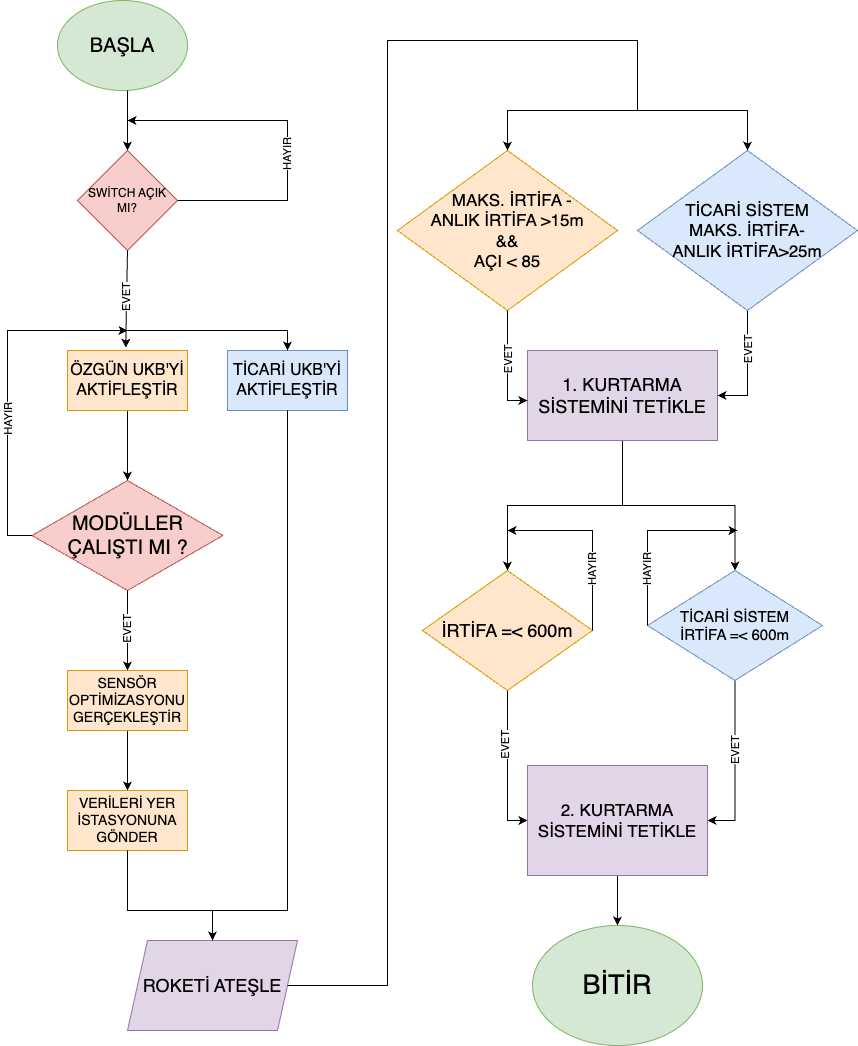 BAŞLA
HAYIR
SWİTCH AÇIK
MI?
EVET
ÖZGÜN UKB'Yİ
AKTİFLEŞTİR
TİCARİ UKB'Yİ
AKTİFLEŞTİR
HAYIR
MODÜLLER
ÇALIŞTI MI ?
EVET
SENSÖR
OPTIMIZASYONU
GERÇEKLEŞTİR
VERİLERİ YER
İSTASYONUNA
GÖNDER
ROKETİ ATEŞLE
MAKS. İRTİFA -
ANLIK İRTİFA >15m
&&
AÇI < 85
TİCARİ SİSTEM
MAKS. İRTİFA-
ANLIK İRTİFA>25m
EVET
EVET
1. KURTARMA
SİSTEMİNİ TETİKLE
HAYIR
HAYIR
İRTİFA =< 600m
TİCARİ SİSTEM
İRTİFA =< 600m
EVET
EVET
2. KURTARMA
SİSTEMİNİ TETİKLE
BİTİR